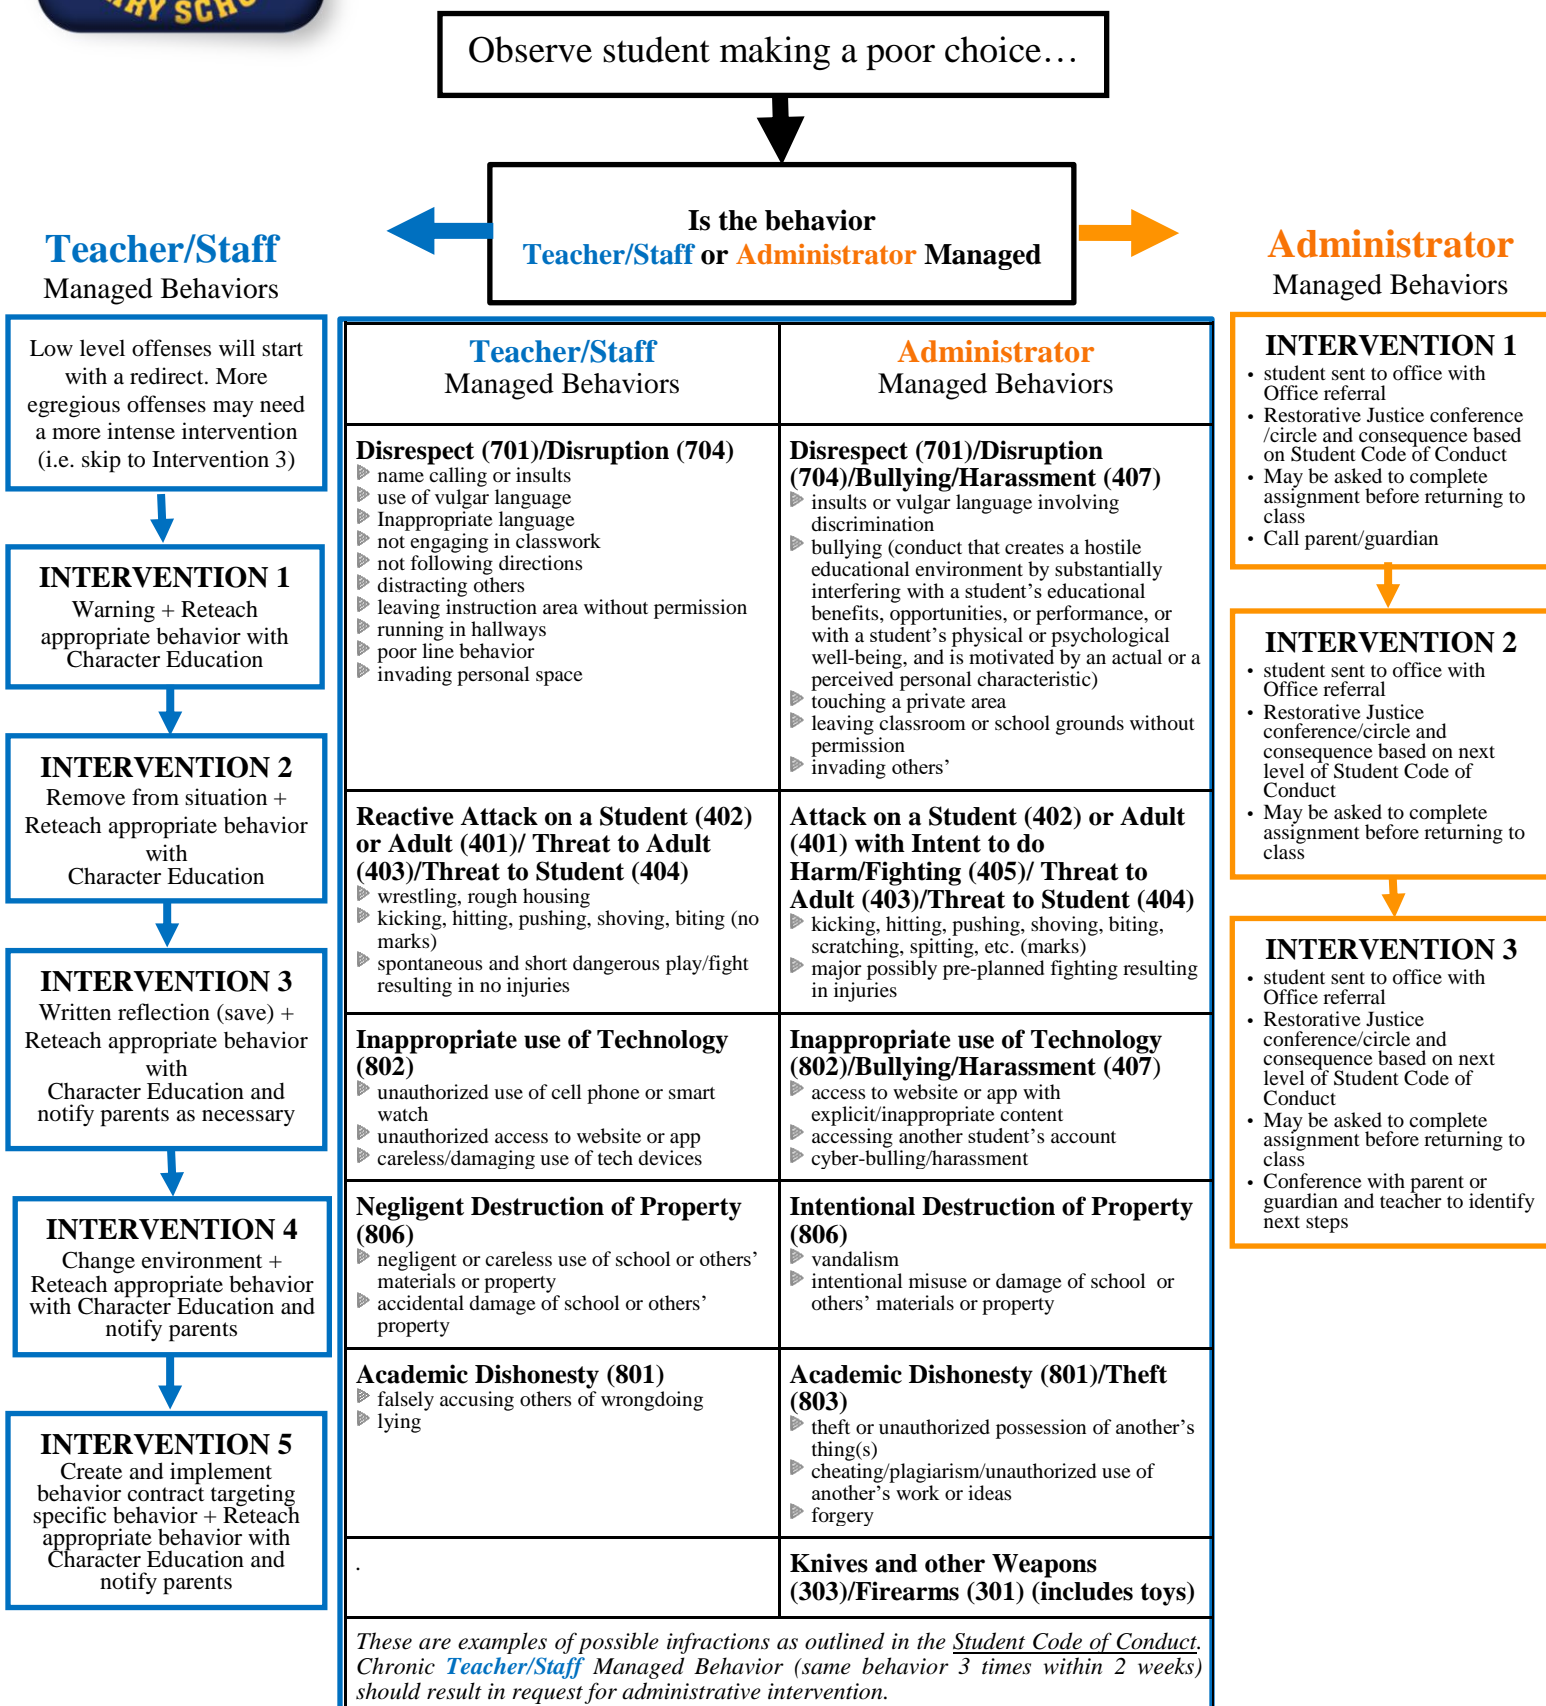 RY SCHO
Observe student making a poor choice…
Is the behavior
Teacher/Staff or Administrator Managed
Teacher/Staff
Managed Behaviors
Low level offenses will start
with a redirect. More
egregious offenses may need
a more intense intervention
(i.e. skip to Intervention 3)
INTERVENTION 1
Warning + Reteach
appropriate behavior with
Character Education
INTERVENTION 2
Remove from situation +
Reteach appropriate behavior
with
Character Education
INTERVENTION 3
Written reflection (save) +
Reteach appropriate behavior
with
Character Education and
notify parents as necessary
INTERVENTION 4
Change environment +
Reteach appropriate behavior
with Character Education and
notify parents
INTERVENTION 5
Create and implement
behavior contract targeting
specific behavior + Reteach
appropriate behavior with
Character Education and
notify parents
Teacher/Staff
Managed Behaviors
Administrator
Managed Behaviors
Disrespect (701)/Disruption (704)
name calling or insults
use of vulgar language
Inappropriate language
not engaging in classwork
not following directions
distracting others
leaving instruction area without permission
running in hallways
poor line behavior
invading personal space
Disrespect (701)/Disruption
(704)/Bullying/Harassment (407)
insults or vulgar language involving
discrimination
bullying (conduct that creates a hostile
educational environment by substantially
interfering with a student's educational
benefits, opportunities, or performance, or
with a student's physical or psychological
well-being, and is motivated by an actual or a
perceived personal characteristic)
touching a private area
leaving classroom or school grounds without
permission
invading others'
Reactive Attack on a Student (402)
or Adult (401)/ Threat to Adult
(403)/Threat to Student (404)
wrestling, rough housing
kicking, hitting, pushing, shoving, biting (no
marks)
spontaneous and short dangerous play/fight
resulting in no injuries
Attack on a Student (402) or Adult
(401) with Intent to do
Harm/Fighting (405)/ Threat to
Adult (403)/Threat to Student (404)
kicking, hitting, pushing, shoving, biting,
scratching, spitting, etc. (marks)
major possibly pre-planned fighting resulting
in injuries
Inappropriate use of Technology
(802)
unauthorized use of cell phone or smart
watch
unauthorized access to website or app
careless/damaging use of tech devices
Inappropriate use of Technology
(802)/Bullying/Harassment (407)
access to website or app with
explicit/inappropriate content
accessing another student's account
cyber-bulling/harassment
Negligent Destruction of Property
(806)
negligent or careless use of school or others'
materials or property
accidental damage of school or others'
property
Intentional Destruction of Property
(806)
vandalism
intentional misuse or damage of school or
others' materials or property
Academic Dishonesty (801)
falsely accusing others of wrongdoing
lying
Academic Dishonesty (801)/Theft
(803)
theft or unauthorized possession of another's
thing(s)
cheating/plagiarism/unauthorized use of
another's work or ideas
forgery
.
Knives and other Weapons
(303)/Firearms (301) (includes toys)
These are examples of possible infractions as outlined in the Student Code of Conduct.
Chronic Teacher/Staff Managed Behavior (same behavior 3 times within 2 weeks)
should result in request for administrative intervention.
Administrator
Managed Behaviors
INTERVENTION 1
• student sent to office with
Office referral
• Restorative Justice conference
/circle and consequence based
on Student Code of Conduct
• May be asked to complete
assignment before returning to
class
• Call parent/guardian
INTERVENTION 2
• student sent to office with
Office referral
• Restorative Justice
conference/circle and
consequence based on next
level of Student Code of
Conduct
• May be asked to complete
assignment before returning to
class
INTERVENTION 3
• student sent to office with
Office referral
• Restorative Justice
conference/circle and
consequence based on next
level of Student Code of
Conduct
• May be asked to complete
assignment before returning to
class
• Conference with parent or
guardian and teacher to identify
next steps